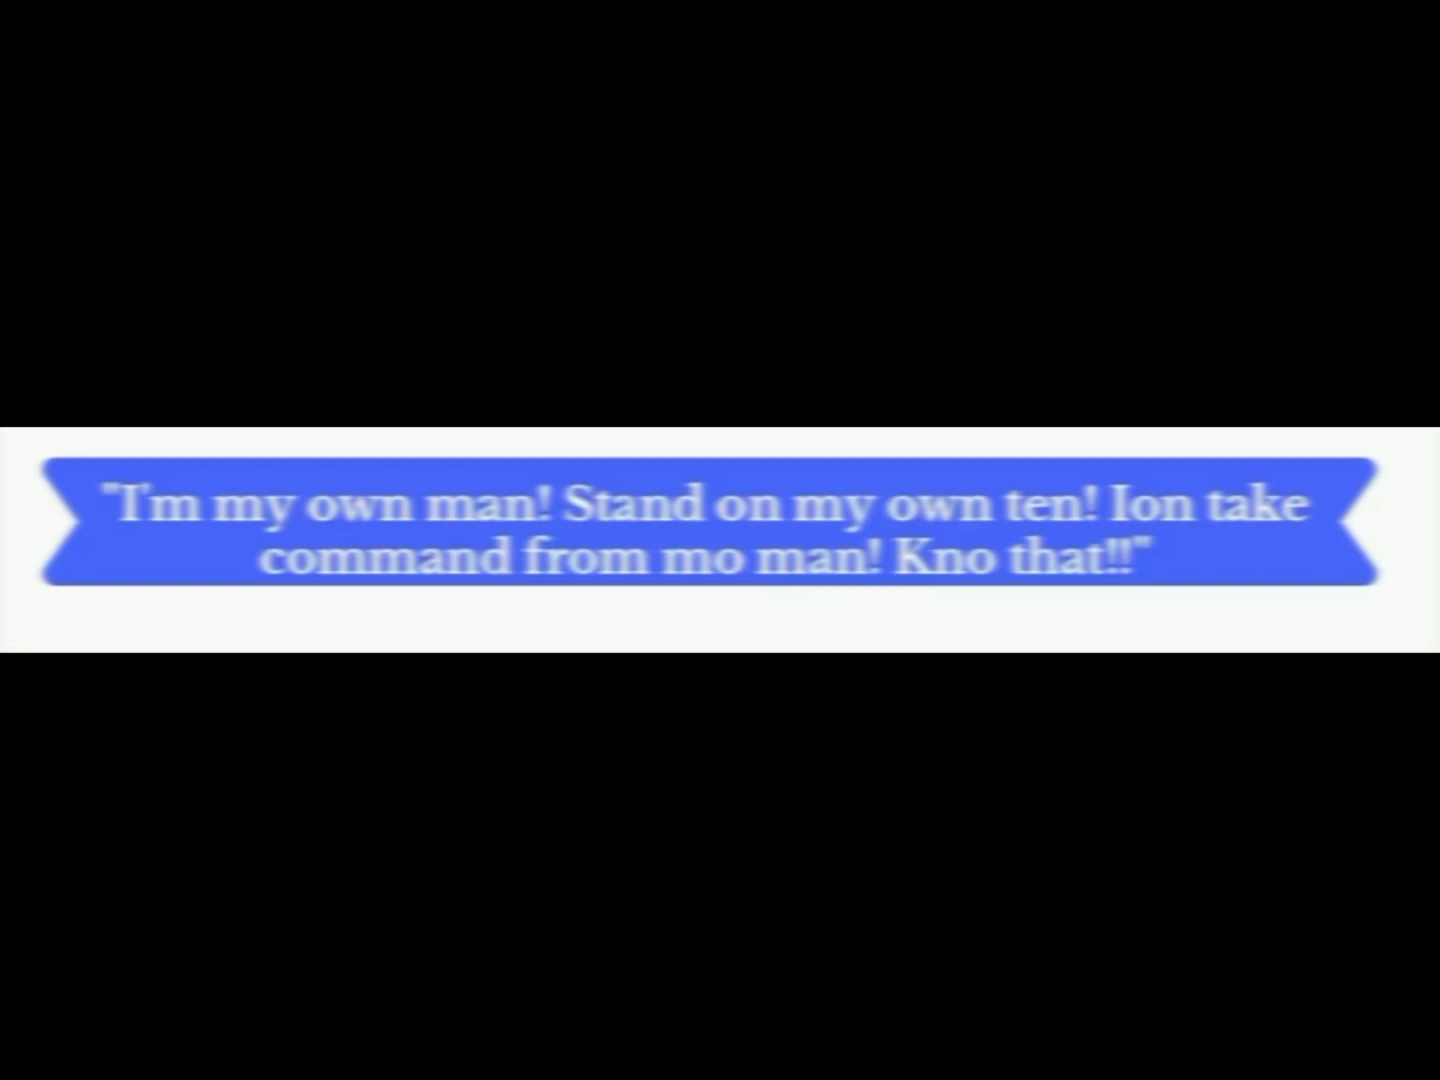 "I'm my own man! Stand on my own ten! Ion take
command from mo man! Kno that!!"